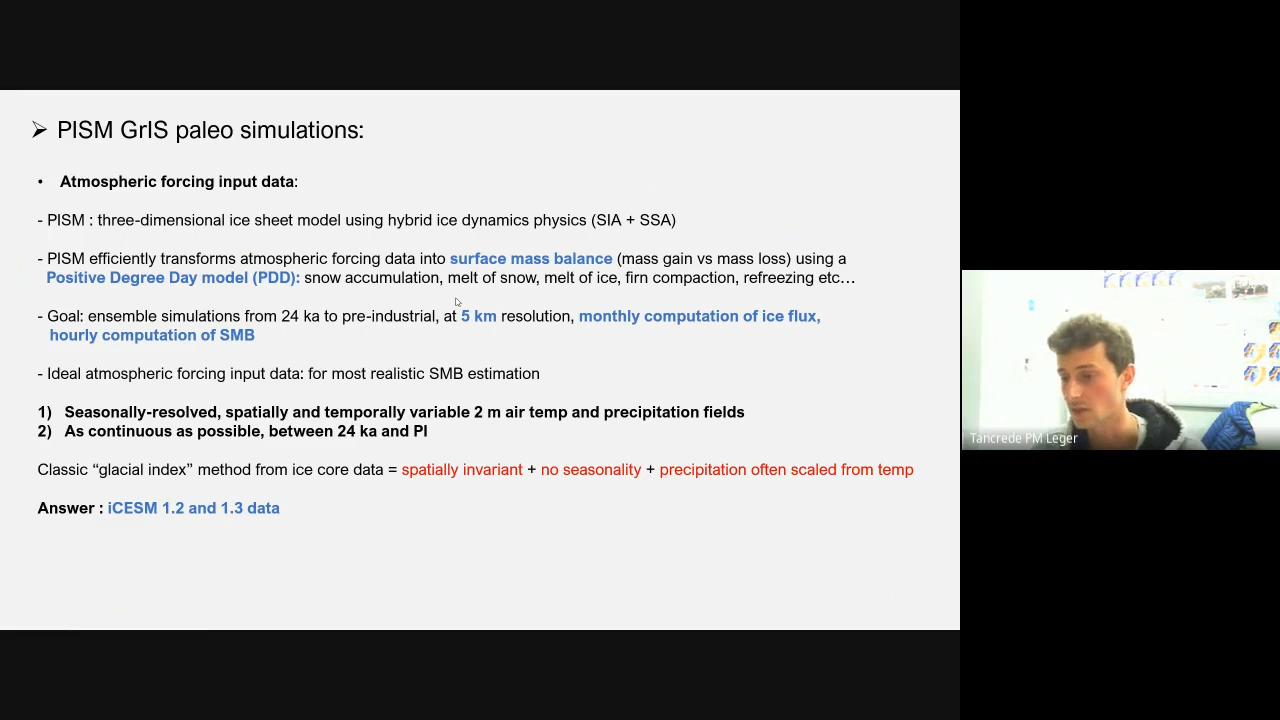 ➢ PISM GrIS paleo simulations:
• Atmospheric forcing input data:
- PISM : three-dimensional ice sheet model using hybrid ice dynamics physics (SIA + SSA)
- PISM efficiently transforms atmospheric forcing data into surface mass balance (mass gain vs mass loss) using a
Positive Degree Day model (PDD): snow accumulation, melt of snow, melt of ice, firn compaction, refreezing etc…
- Goal: ensemble simulations from 24 ka to pre-industrial, at 5 km resolution, monthly computation of ice flux,
hourly computation of SMB
- Ideal atmospheric forcing input data: for most realistic SMB estimation
1) Seasonally-resolved, spatially and temporally variable 2 m air temp and precipitation fields
2) As continuous as possible, between 24 ka and PI
Classic “glacial index” method from ice core data = spatially invariant + no seasonality + precipitation often scaled from temp
Answer : iCESM 1.2 and 1.3 data
Tancrede PM Leger